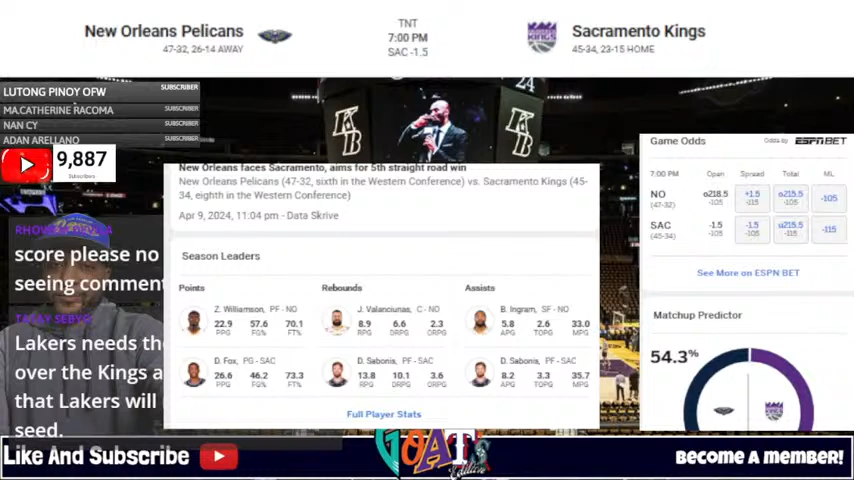 New Orleans Pelicans
47-32, 26-14 AWAY
TNT
7:00 PM
SAC -1.5
Sacramento Kings
45-34, 23-15 HOME
LUTONG PINOY OFW
SUBSCRIBER
MA.CATHERINE RACOMA
SUBSCRIBER
NAN CY
SUBSCRIBER
ADAN ARELLANO
SUBSCRIBER
9,887
Subscribers
24
K
B
K
B
New Orleans faces Sacramento, aims for 5th straight road win
New Orleans Pelicans (47-32, sixth in the Western Conference) vs. Sacramento Kings (45-
34, eighth in the Western Conference)
Apr 9, 2024, 11:04 pm - Data Skrive
score please no
seeing comment
Lakers needs the
over the Kings a
that Lakers will
seed.
Season Leaders
Points
Z. Williamson, PF - NO
22.9 57.6 70.1
PPG FG% FT%
D. Fox, PG - SAC
26.6 46.2 73.3
PPG FG% FT%
Rebounds
J. Valanciunas, C - NO
8.9 6.6 2.3
RPG DRPG ORPG
D. Sabonis, PF - SAC
13.8 10.1 3.6
RPG DRPG ORPG
Assists
B. Ingram, SF - NO
5.8 2.6 33.0
APG TOPG MPG
D. Sabonis, PF - SAC
8.2 3.3 35.7
APG TOPG MPG
Full Player Stats
Game Odds
Odds by ESPN BET
7:00 PM Open Spread Total ML
NO o218.5 +1.5 o215.5 -105
(47-32) -105 -115 -105
SAC -1.5 -1.5 u215.5 -115
(45-34) -105 -105 -115
See More on ESPN BET
Matchup Predictor
54.3%
KINGS
Like And Subscribe
GOAT
Edition
Become a member!